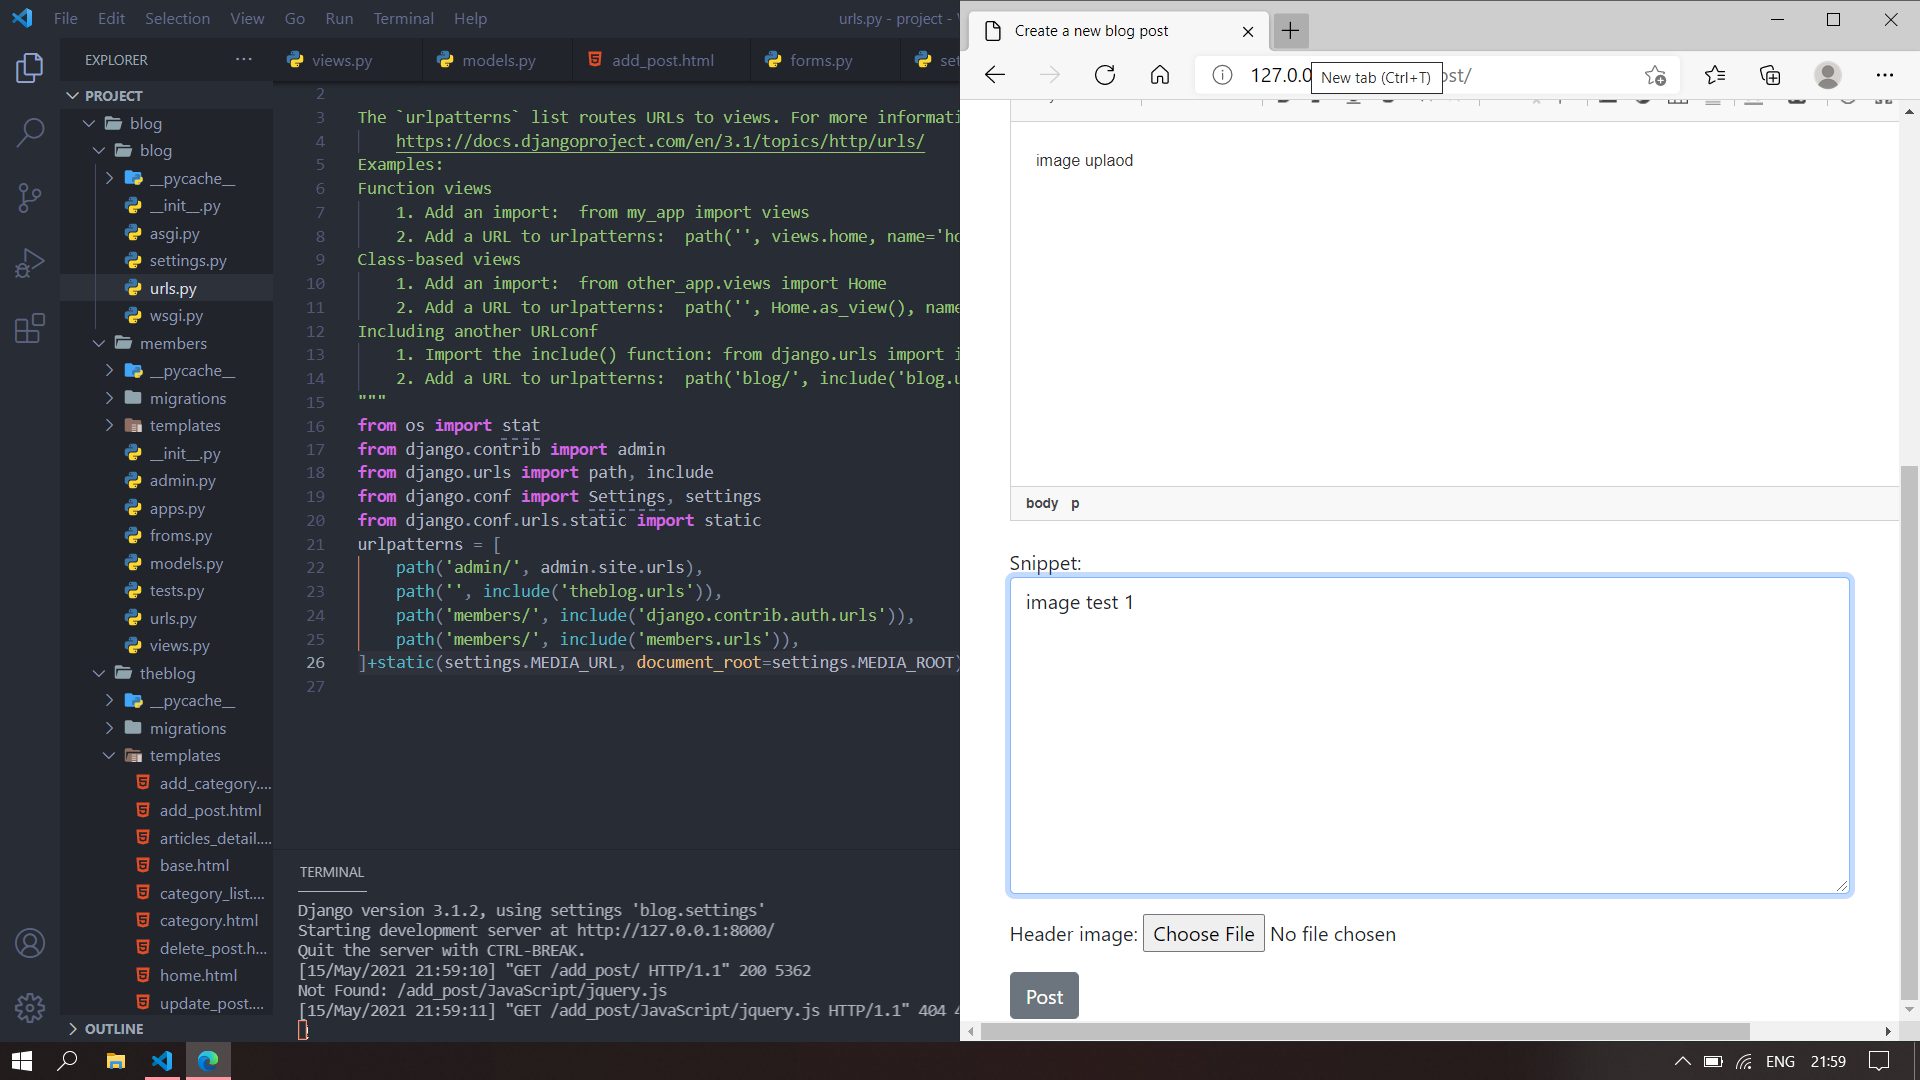 File Edit Selection View Go Run Terminal Help
urls.py - project -
EXPLORER
PROJECT
blog
blog
__pycache__
__init__.py
asgi.py
settings.py
urls.py
wsgi.py
members
__pycache__
migrations
templates
__init__.py
admin.py
apps.py
froms.py
models.py
tests.py
urls.py
views.py
theblog
__pycache__
migrations
templates
add_category....
add_post.html
articles_detail....
base.html
category_list....
category.html
delete_post.h...
home.html
update_post....
OUTLINE
views.py models.py add_post.html forms.py
2
3 The `urlpatterns` list routes URLs to views. For more informati
4 https://docs.djangoproject.com/en/3.1/topics/http/urls/
5 Examples:
6 Function views
7 1. Add an import:  from my_app import views
8 2. Add a URL to urlpatterns:  path('', views.home, name='ho
9 Class-based views
10 1. Add an import:  from other_app.views import Home
11 2. Add a URL to urlpatterns:  path('', Home.as_view(), name
12 Including another URLconf
13 1. Import the include() function: from django.urls import i
14 2. Add a URL to urlpatterns:  path('blog/', include('blog.u
15 """
16 from os import stat
17 from django.contrib import admin
18 from django.urls import path, include
19 from django.conf import Settings, settings
20 from django.conf.urls.static import static
21 urlpatterns = [
22 path('admin/', admin.site.urls),
23 path('', include('theblog.urls')),
24 path('members/', include('django.contrib.auth.urls')),
25 path('members/', include('members.urls')),
26 ]+static(settings.MEDIA_URL, document_root=settings.MEDIA_ROOT)
27
TERMINAL
Django version 3.1.2, using settings 'blog.settings'
Starting development server at http://127.0.0.1:8000/
Quit the server with CTRL-BREAK.
[15/May/2021 21:59:10] "GET /add_post/ HTTP/1.1" 200 5362
Not Found: /add_post/JavaScript/jquery.js
[15/May/2021 21:59:11] "GET /add_post/JavaScript/jquery.js HTTP/1.1" 404 4
Create a new blog post
127.0.0
New tab (Ctrl+T)
ost/
image uplaod
body p
Snippet:
image test 1
Header image: Choose File No file chosen
Post
ENG 21:59